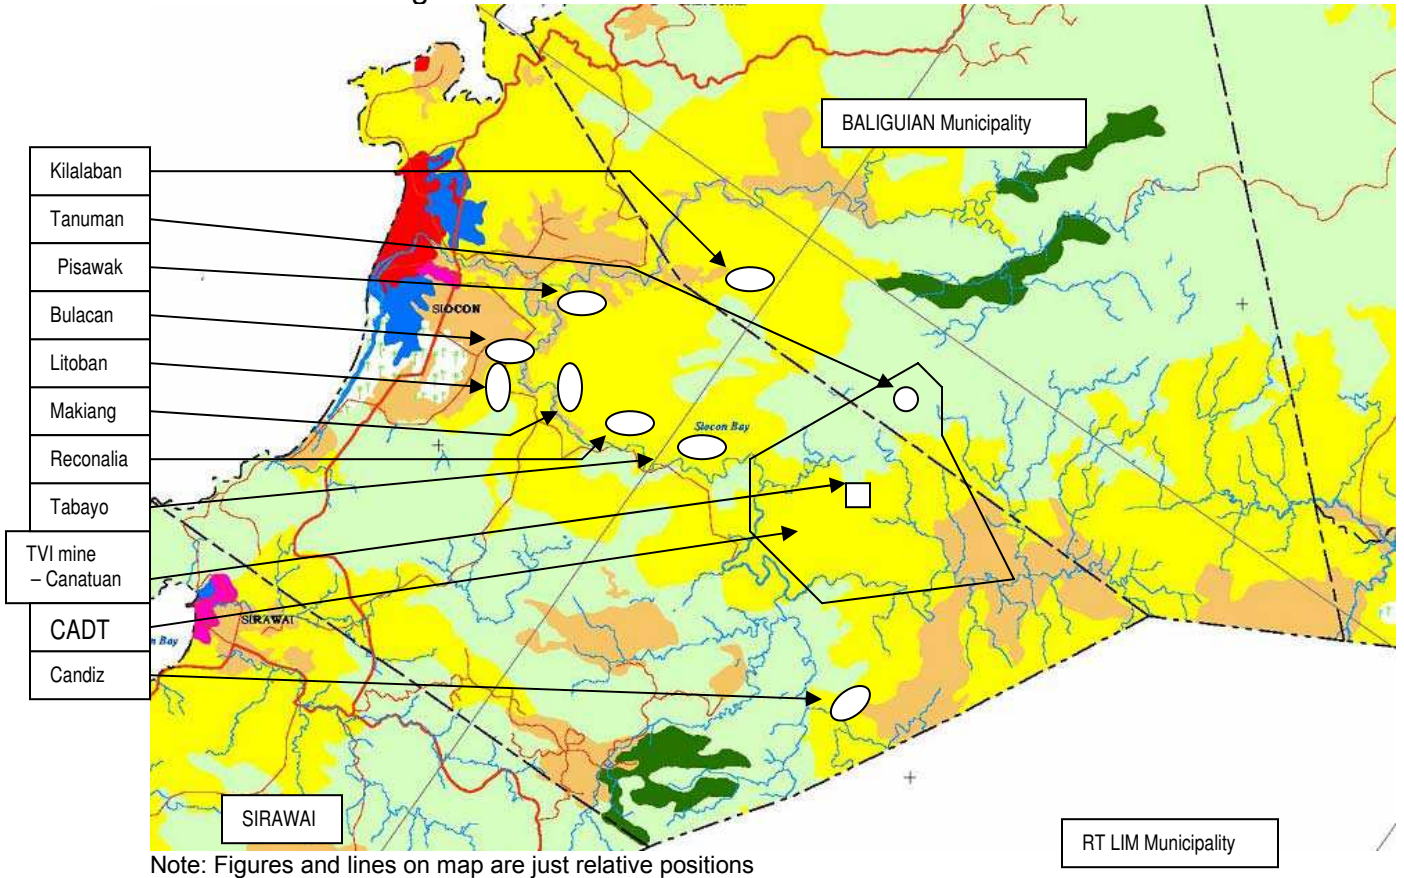 BALIGUIAN Municipality
Kilalaban
Tanuman
Pisawak
Bulacan
Litoban
Makiang
Reconalia
Tabayo
TVI mine
– Canatuan
CADT
Candiz
SIOCON
Siocon Bay
SIRAWAI
n Bay
SIRAWAI
RT LIM Municipality
Note: Figures and lines on map are just relative positions